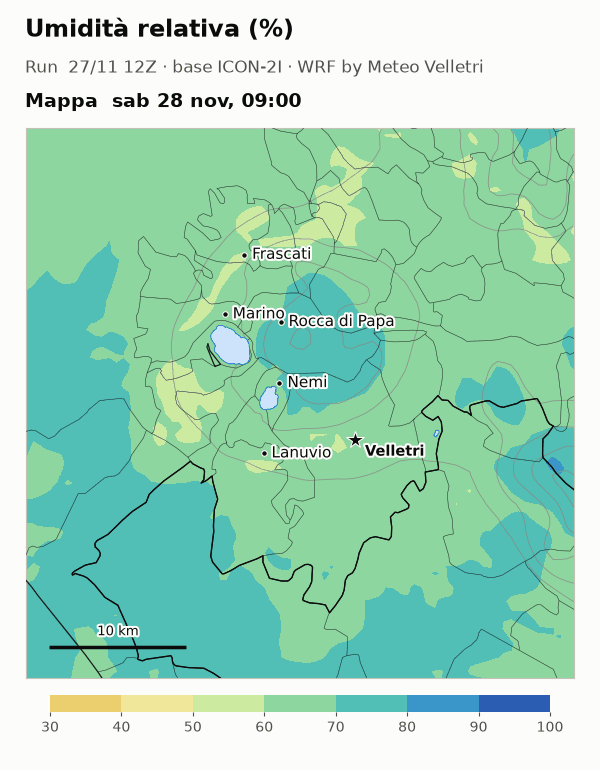 Umidità relativa (%)
Run  27/11 12Z · base ICON-2I · WRF by Meteo Velletri
Mappa  sab 28 nov, 09:00
Frascati
Marino
Rocca di Papa
Nemi
Lanuvio
Velletri
10 km
30 40 50 60 70 80 90 100